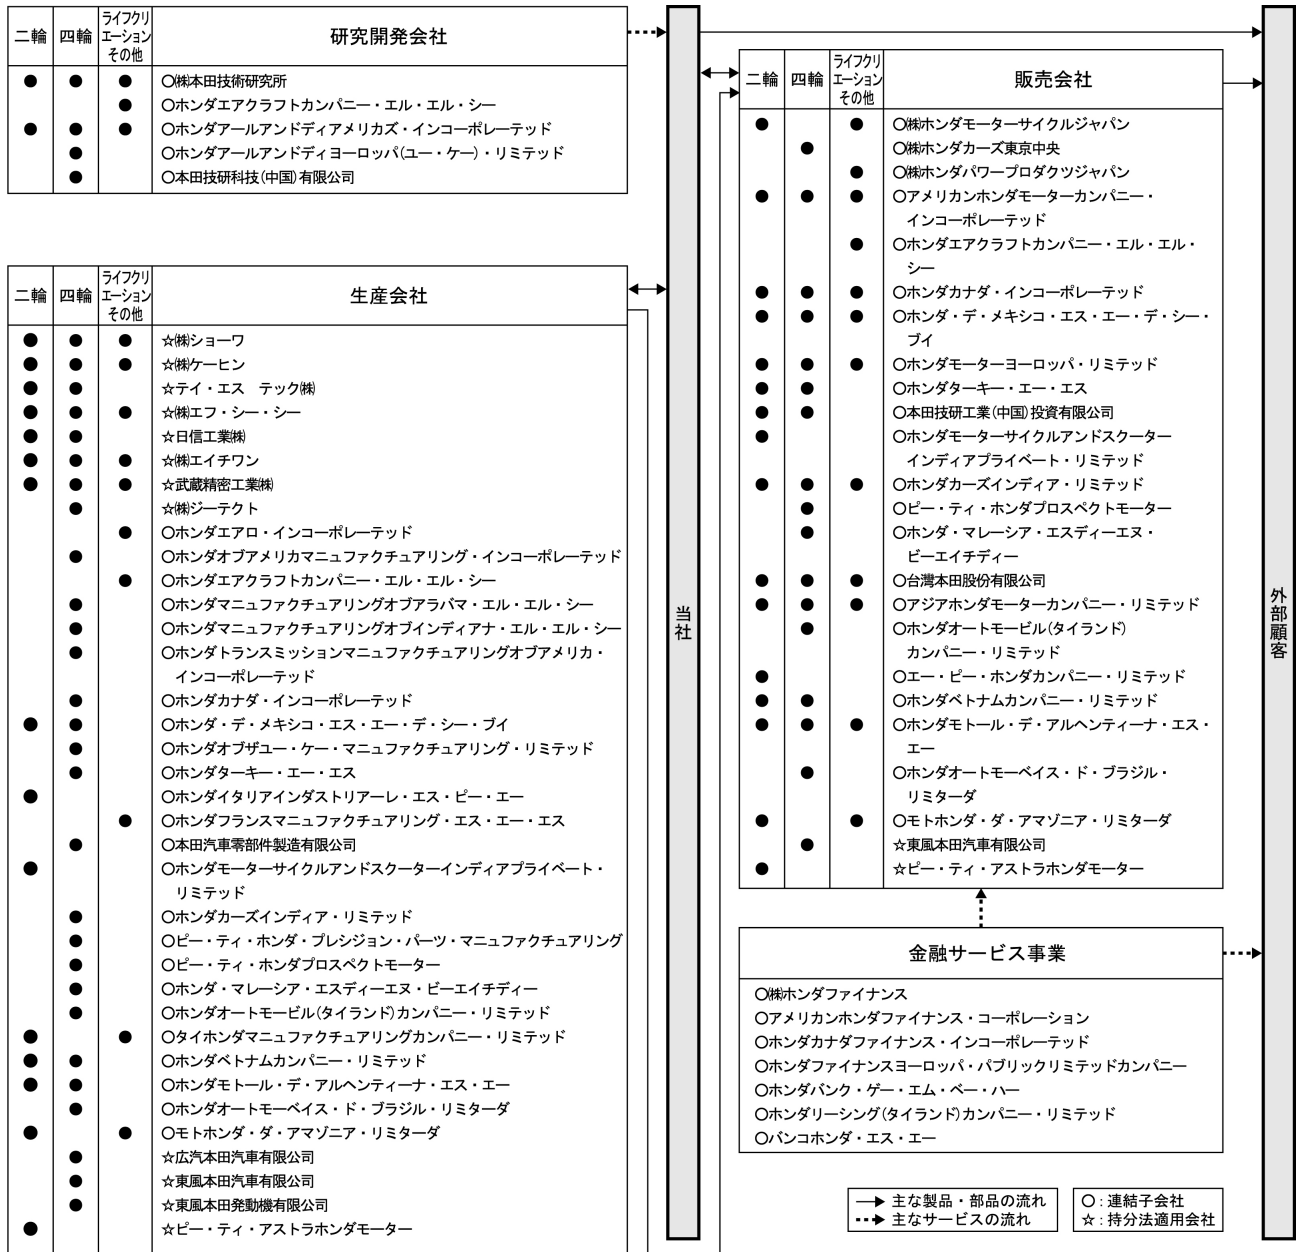 二輪 四輪 ライフクリエーションその他 研究開発会社
● ● ● ○㈱本田技術研究所
● ○ホンダエアクラフトカンパニー・エル・エル・シー
● ● ● ○ホンダアールアンドディアメリカズ・インコーポレーテッド
● ○ホンダアールアンドディヨーロッパ(ユー・ケー)・リミテッド
● ○本田技研科技(中国)有限公司
二輪 四輪 ライフクリエーションその他 生産会社
● ● ● ☆㈱ショーワ
● ● ● ☆㈱ケーヒン
● ● ☆テイ・エス テック㈱
● ● ● ☆㈱エフ・シー・シー
● ● ☆日信工業㈱
● ● ● ☆㈱エイチワン
● ● ● ☆武蔵精密工業㈱
● ☆㈱ジーテクト
● ○ホンダエアロ・インコーポレーテッド
● ○ホンダオブアメリカマニュファクチュアリング・インコーポレーテッド
● ○ホンダエアクラフトカンパニー・エル・エル・シー
● ○ホンダマニュファクチュアリングオブアラバマ・エル・エル・シー
● ○ホンダマニュファクチュアリングオブインディアナ・エル・エル・シー
● ○ホンダトランスミッションマニュファクチュアリングオブアメリカ・
インコーポレーテッド
● ○ホンダカナダ・インコーポレーテッド
● ● ○ホンダ・デ・メキシコ・エス・エー・デ・シー・ブイ
● ○ホンダオブザユー・ケー・マニュファクチュアリング・リミテッド
● ○ホンダターキー・エー・エス
● ○ホンダイタリアインダストリアーレ・エス・ピー・エー
● ○ホンダフランスマニュファクチュアリング・エス・エー・エス
● ○本田汽車零部件製造有限公司
● ○ホンダモーターサイクルアンドスクーターインディアプライベート・
リミテッド
● ○ホンダカーズインディア・リミテッド
● ○ピー・ティ・ホンダ・プレシジョン・パーツ・マニュファクチュアリング
● ○ピー・ティ・ホンダプロスペクトモーター
● ○ホンダ・マレーシア・エスディーエヌ・ビーエイチディー
● ○ホンダオートモービル(タイランド)カンパニー・リミテッド
● ● ○タイホンダマニュファクチュアリングカンパニー・リミテッド
● ● ○ホンダベトナムカンパニー・リミテッド
● ● ○ホンダモトール・デ・アルヘンティーナ・エス・エー
● ○ホンダオートモーベイス・ド・ブラジル・リミターダ
● ● ○モトホンダ・ダ・アマゾニア・リミターダ
● ☆広汽本田汽車有限公司
● ☆東風本田汽車有限公司
● ☆東風本田発動機有限公司
● ☆ピー・ティ・アストラホンダモーター
当社
二輪 四輪 ライフクリエーションその他 販売会社
● ● ○㈱ホンダモーターサイクルジャパン
● ○㈱ホンダカーズ東京中央
● ○㈱ホンダパワープロダクツジャパン
● ● ● ○アメリカンホンダモーターカンパニー・
インコーポレーテッド
● ○ホンダエアクラフトカンパニー・エル・エル・
シー
● ● ● ○ホンダカナダ・インコーポレーテッド
● ● ● ○ホンダ・デ・メキシコ・エス・エー・デ・シー・
ブイ
● ● ● ○ホンダモーターヨーロッパ・リミテッド
● ● ○ホンダターキー・エー・エス
● ● ○本田技研工業(中国)投資有限公司
● ○ホンダモーターサイクルアンドスクーター
インディアプライベート・リミテッド
● ● ● ○ホンダカーズインディア・リミテッド
● ○ピー・ティ・ホンダプロスペクトモーター
● ○ホンダ・マレーシア・エスディーエヌ・
ビーエイチディー
● ● ● ○台灣本田股份有限公司
● ● ● ○アジアホンダモーターカンパニー・リミテッド
● ○ホンダオートモービル(タイランド)
カンパニー・リミテッド
● ○エー・ピー・ホンダカンパニー・リミテッド
● ● ○ホンダベトナムカンパニー・リミテッド
● ● ● ○ホンダモトール・デ・アルヘンティーナ・エス・
エー
● ○ホンダオートモーベイス・ド・ブラジル・
リミターダ
● ● ○モトホンダ・ダ・アマゾニア・リミターダ
● ☆東風本田汽車有限公司
● ☆ピー・ティ・アストラホンダモーター
金融サービス事業
○㈱ホンダファイナンス
○アメリカンホンダファイナンス・コーポレーション
○ホンダカナダファイナンス・インコーポレーテッド
○ホンダファイナンスヨーロッパ・パブリックリミテッドカンパニー
○ホンダバンク・ゲー・エム・ベー・ハー
○ホンダリーシング(タイランド)カンパニー・リミテッド
○バンコホンダ・エス・エー
外部顧客
主な製品・部品の流れ
主なサービスの流れ
○:連結子会社
☆:持分法適用会社